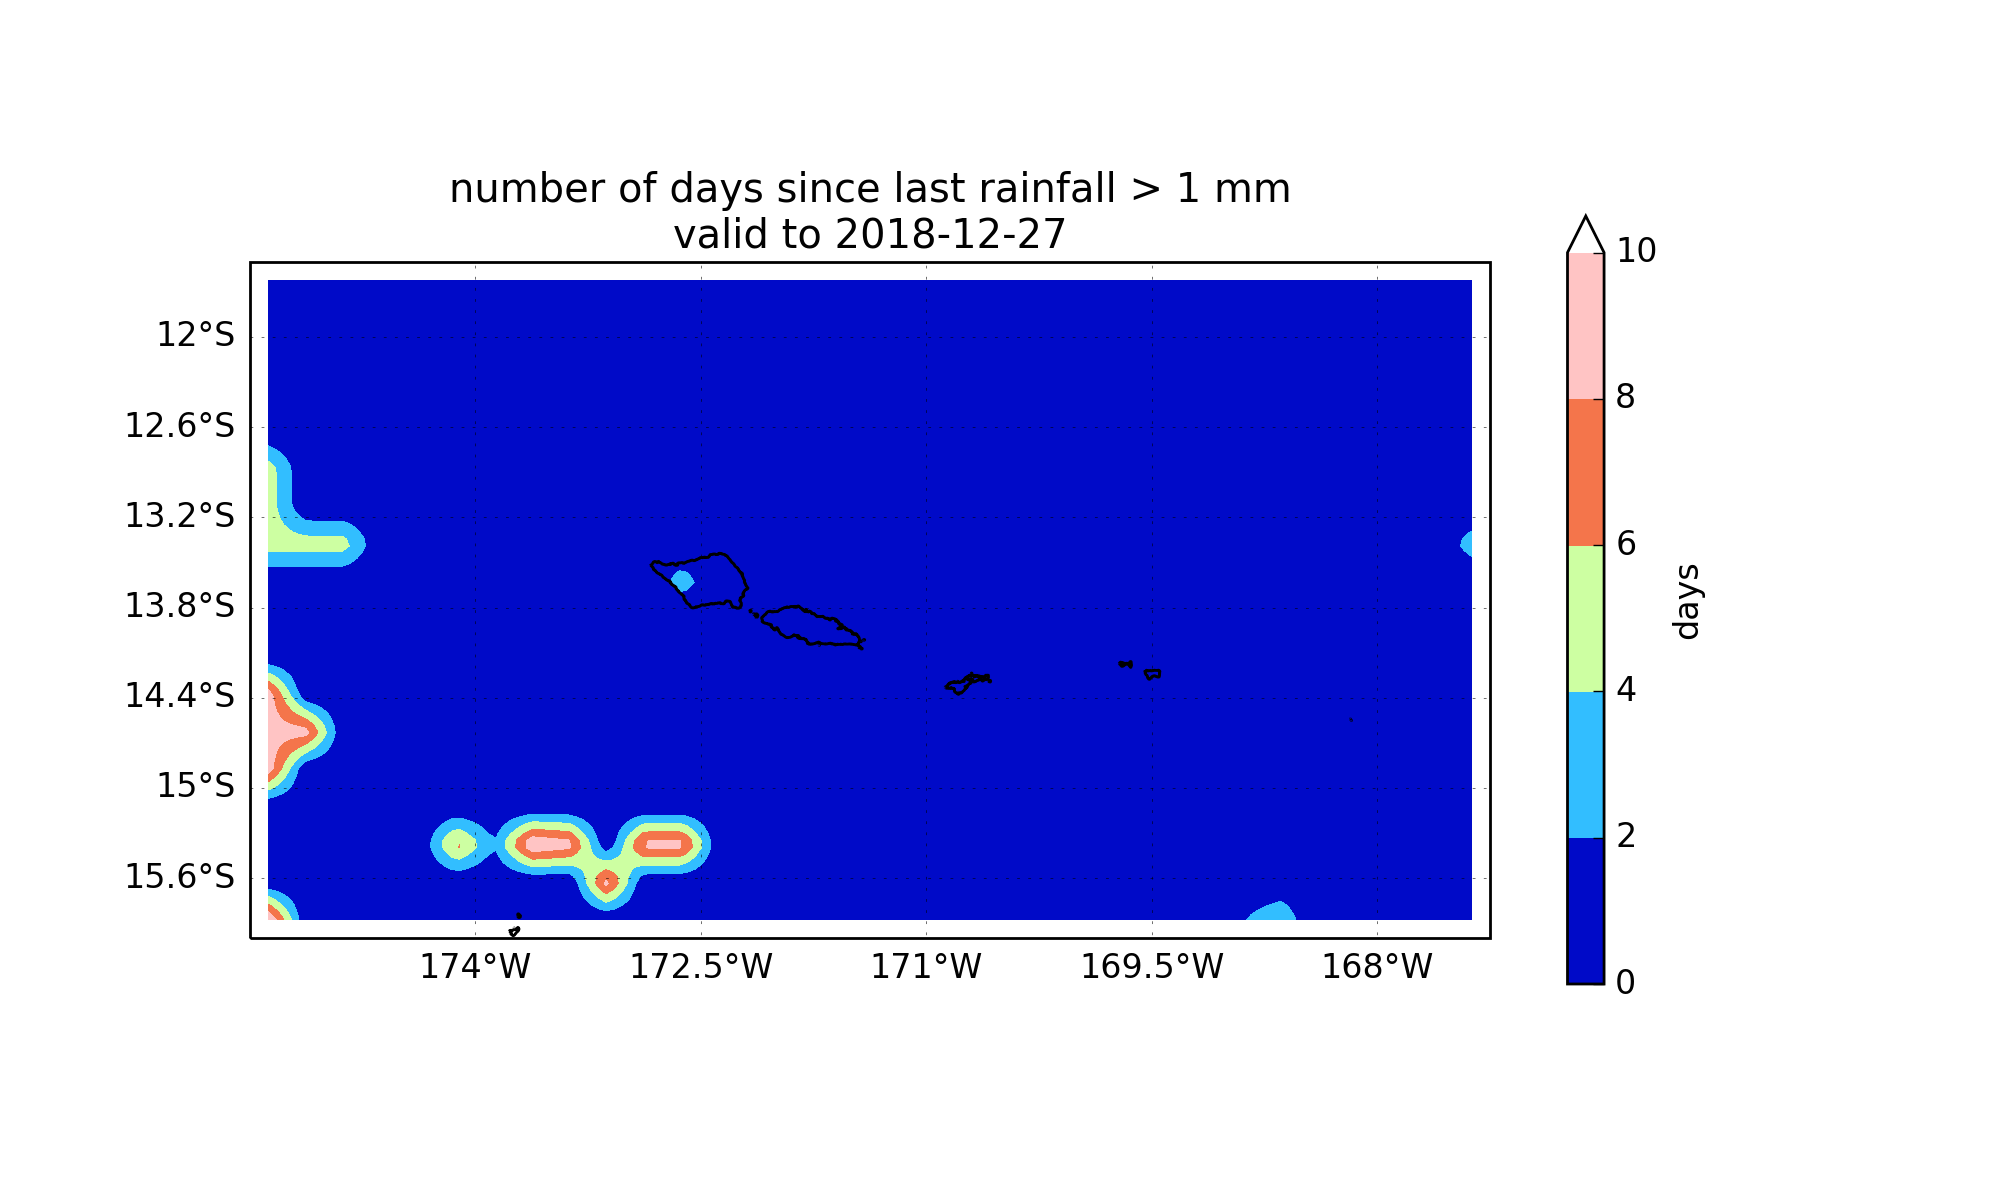 number of days since last rainfall > 1 mm
valid to 2018-12-27
12°S
12.6°S
13.2°S
13.8°S
14.4°S
15°S
15.6°S
174°W
172.5°W
171°W
169.5°W
168°W
10
8
6
4
2
0
days